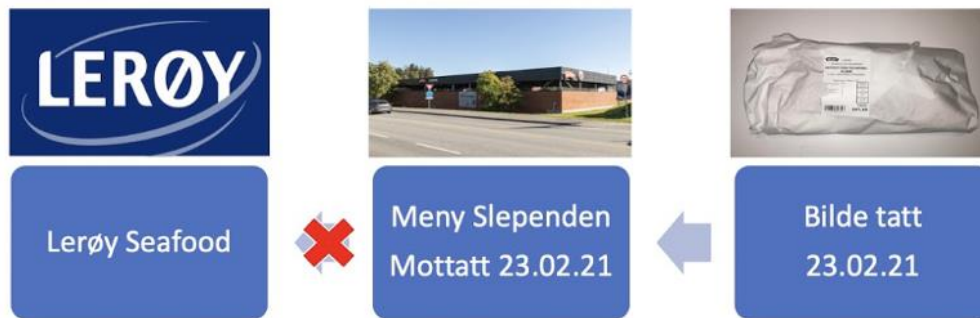 LERØY
Lerøy Seafood
Meny Slependen
Mottatt 23.02.21
Bilde tatt
23.02.21